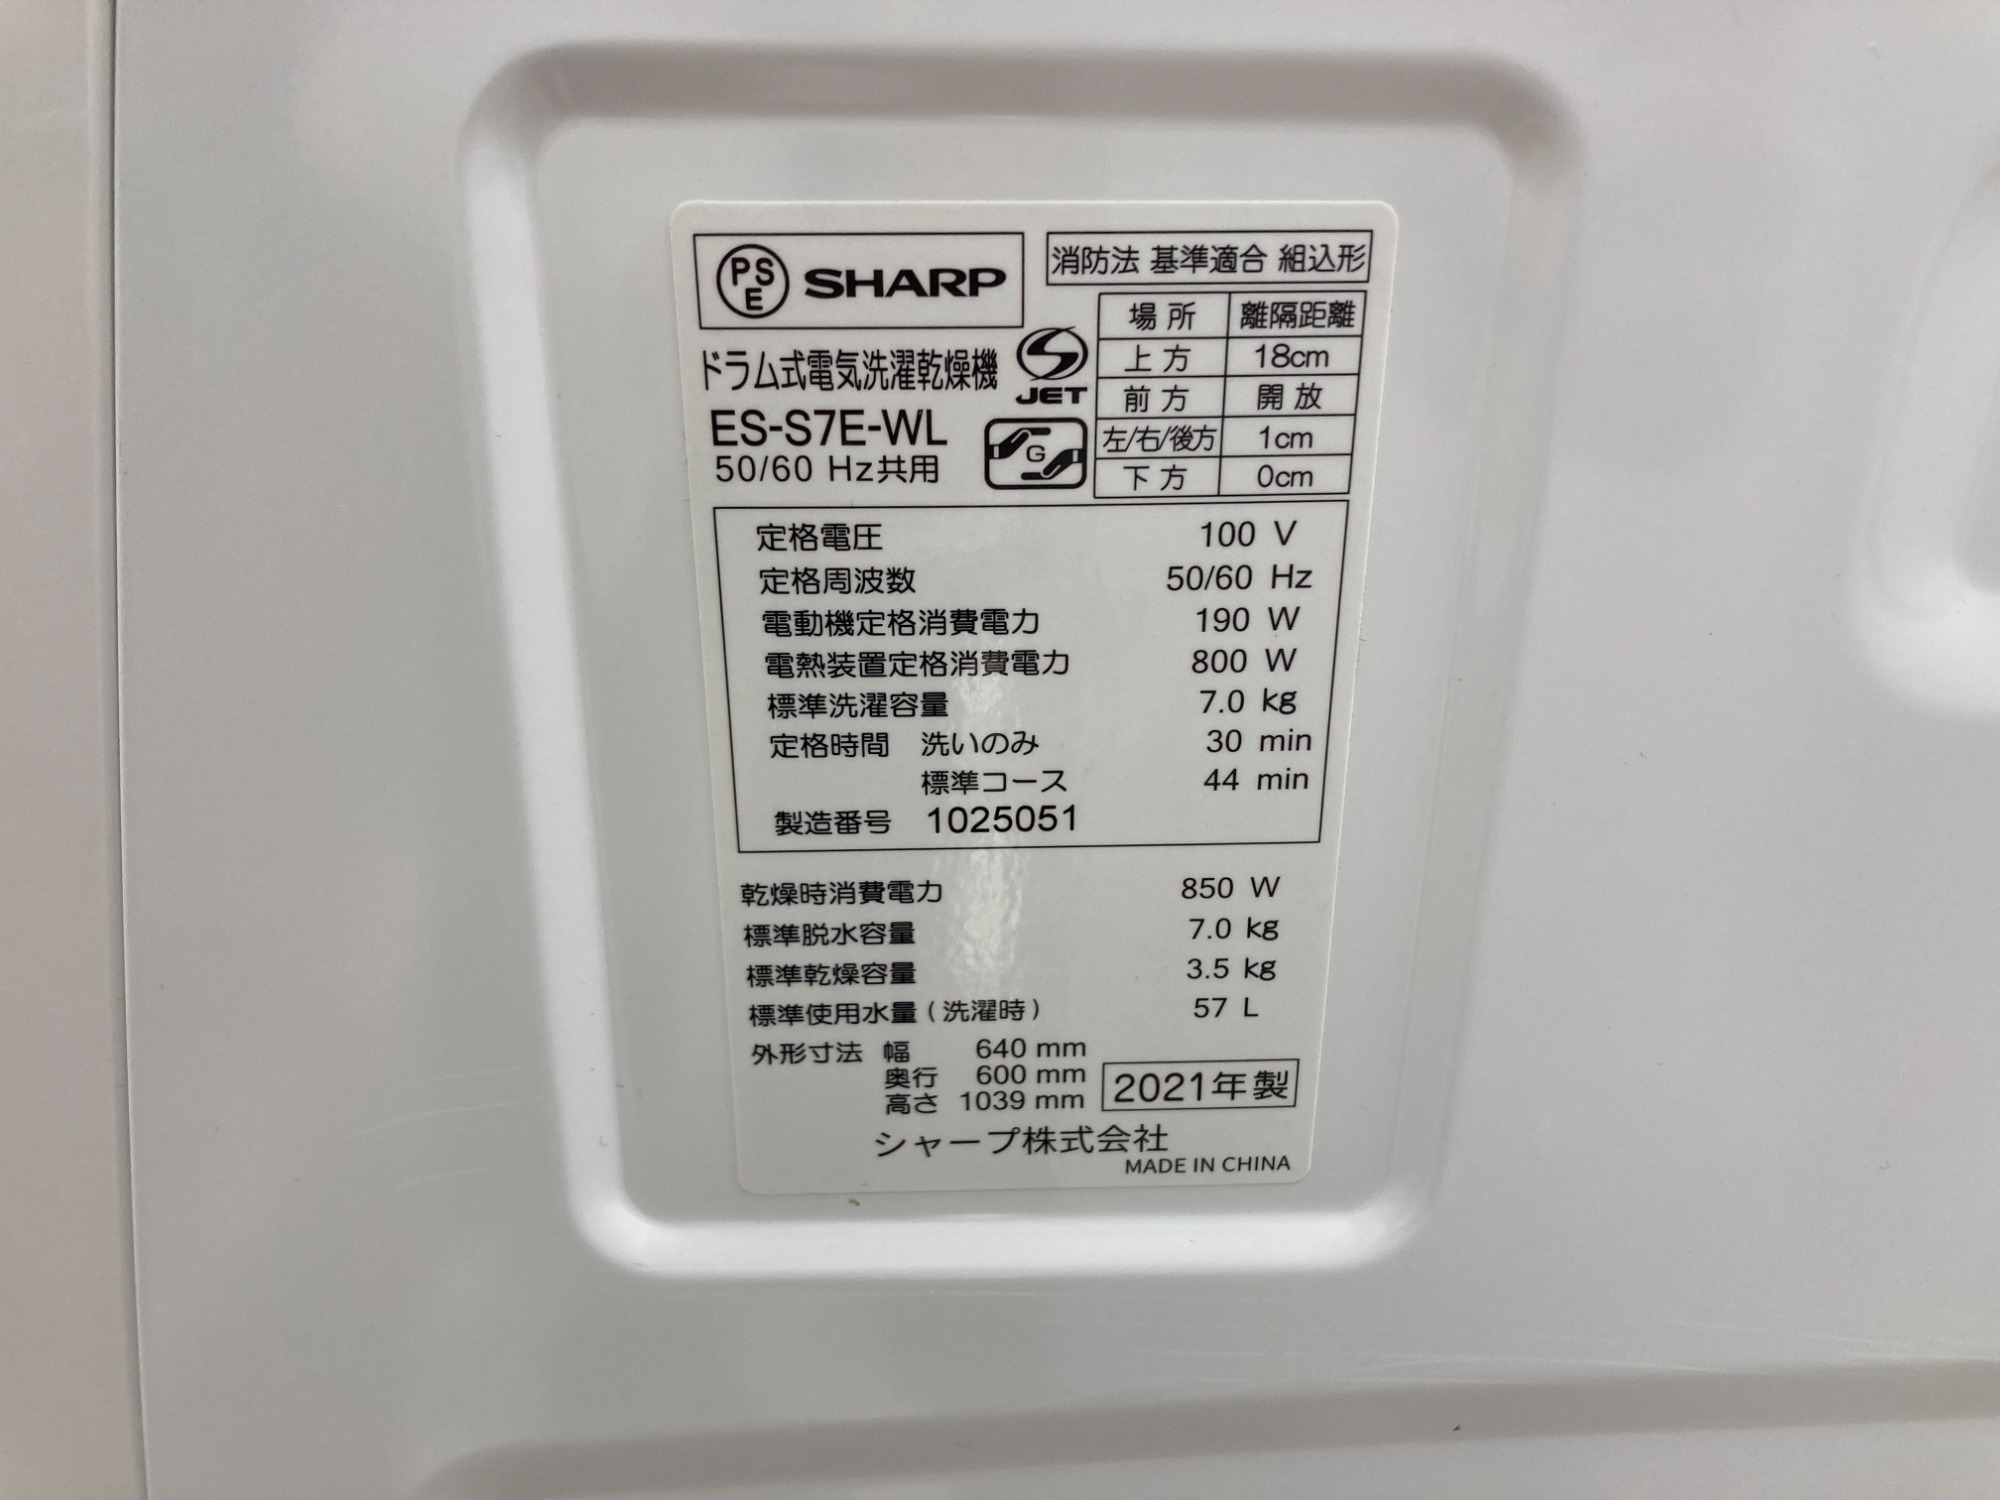 PSE SHARP
消防法 基準適合 組込形
場所 離隔距離
上方 18cm
前方 開放
左/右/後方 1cm
下方 0cm
ドラム式電気洗濯乾燥機
JET
ES-S7E-WL
G
50/60 Hz共用
定格電圧 100 V
定格周波数 50/60 Hz
電動機定格消費電力 190 W
電熱装置定格消費電力 800 W
標準洗濯容量 7.0 kg
定格時間 洗いのみ 30 min
標準コース 44 min
製造番号 1025051
乾燥時消費電力 850 W
標準脱水容量 7.0 kg
標準乾燥容量 3.5 kg
標準使用水量(洗濯時) 57 L
外形寸法 幅 640 mm
奥行 600 mm
高さ 1039 mm
2021年製
シャープ株式会社
MADE IN CHINA